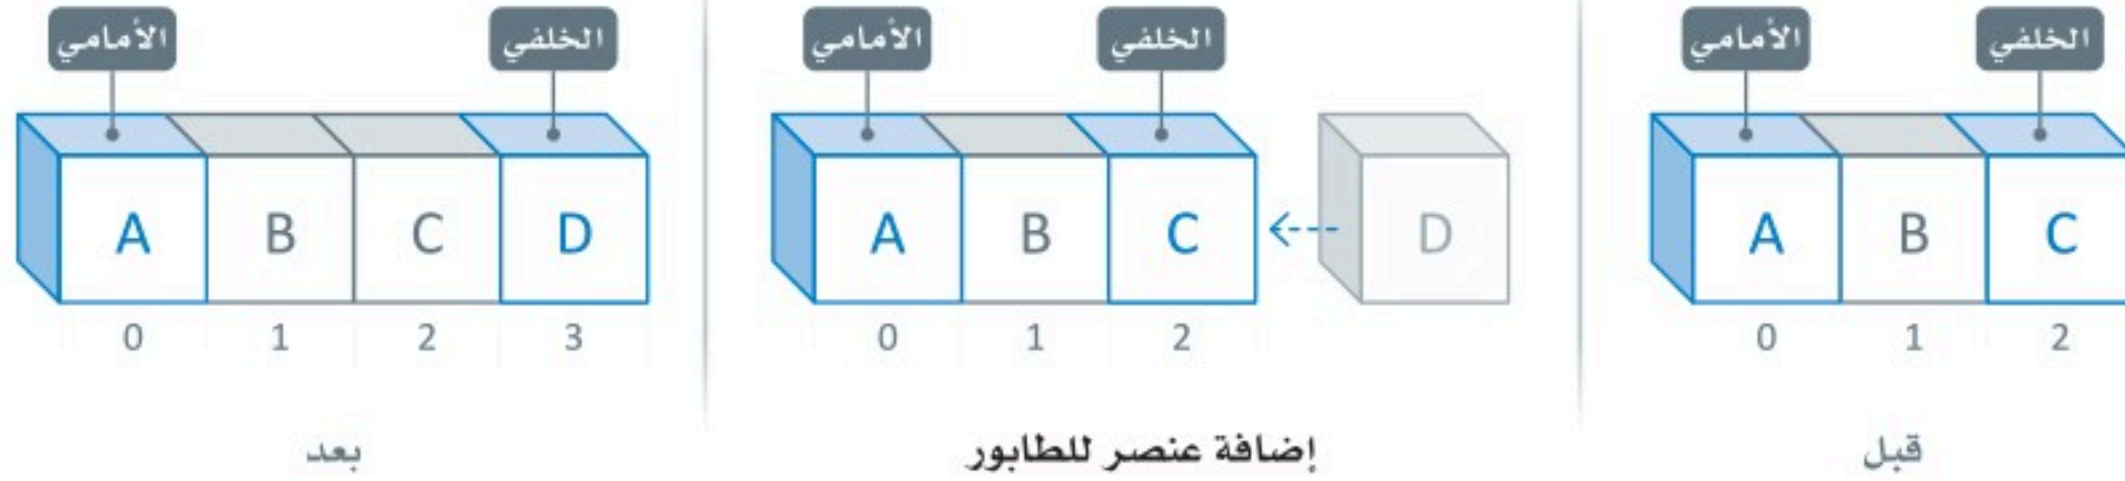 الخلفي الأمامي
A B C
0 1 2
قبل
الخلفي الأمامي
A B C D
0 1 2
إضافة عنصر للطابور
الخلفي الأمامي
A B C D
0 1 2 3
بعد